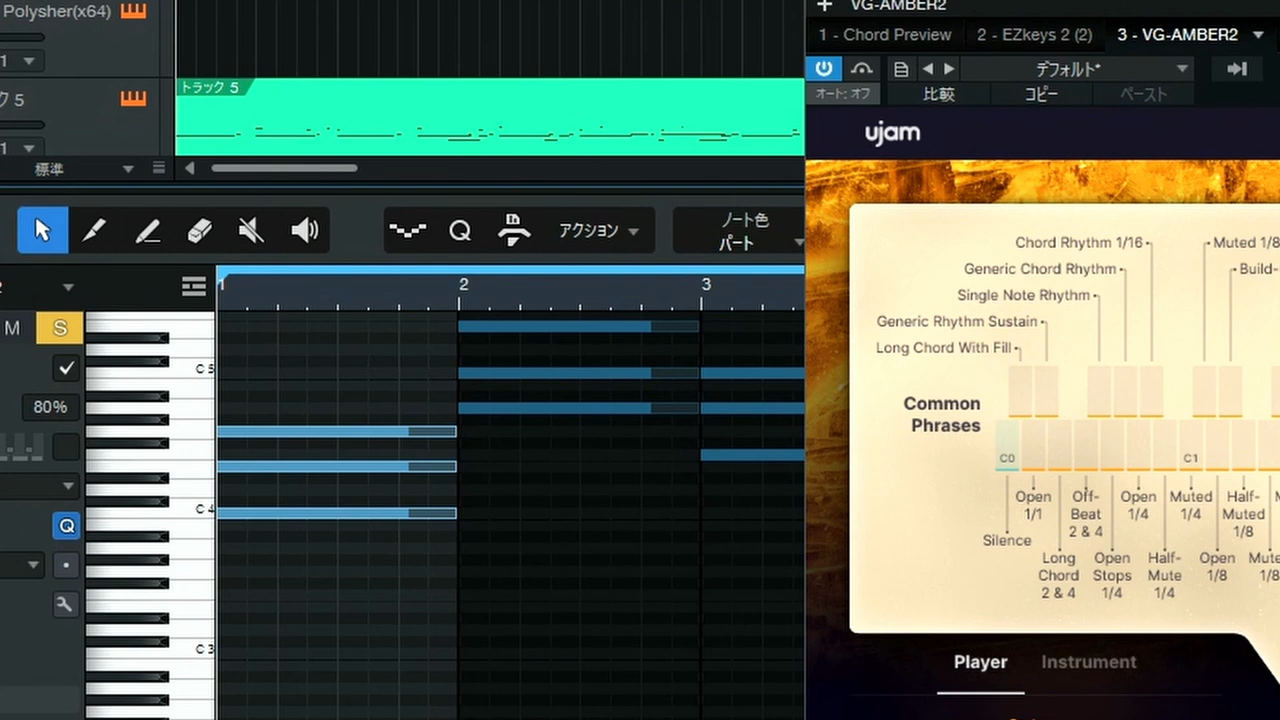 Polysher(x64)
1
ク 5
1
標準
トラック 5
VG-AMBER2
1 - Chord Preview
2 - EZkeys 2 (2)
3 - VG-AMBER2
デフォルト*
オート: オフ
比較
コピー
ペースト
ujam
Q
アクション
ノート色
パート
1
2
3
M
S
80%
Q
C 5
C 4
C 3
Chord Rhythm 1/16
Muted 1/8
Generic Chord Rhythm
Build-
Single Note Rhythm
Generic Rhythm Sustain
Long Chord With Fill
Common
Phrases
C0
C1
Open
1/1
Off-
Beat
2 & 4
Open
1/4
Muted
1/4
Half-
Muted
1/8
Silence
Long
Chord
2 & 4
Open
Stops
1/4
Half-
Mute
1/4
Open
1/8
Mute
1/8
Player
Instrument